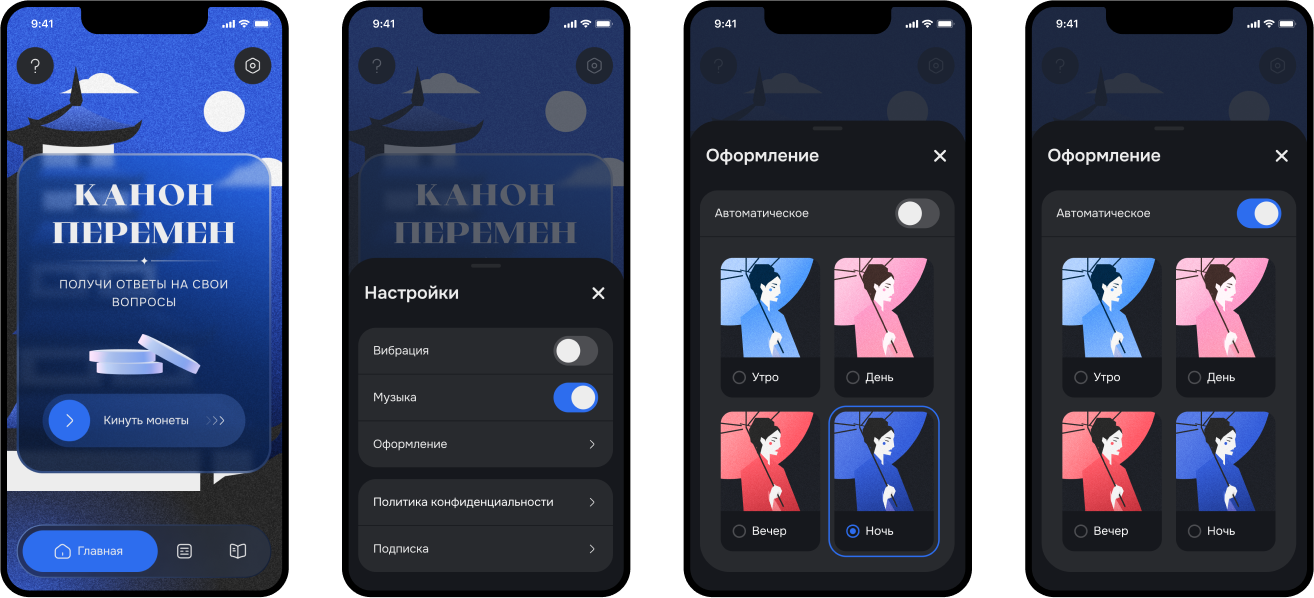 9:41
?
КАНОН
ПЕРЕМЕН
ПОЛУЧИ ОТВЕТЫ НА СВОИ
ВОПРОСЫ
Кинуть монеты
Главная
9:41
?
КАНОН
ПЕРЕМЕН
Настройки
Вибрация
Музыка
Оформление
Политика конфиденциальности
Подписка
9:41
?
Оформление
Автоматическое
Утро
День
Вечер
Ночь
9:41
?
Оформление
Автоматическое
Утро
День
Вечер
Ночь